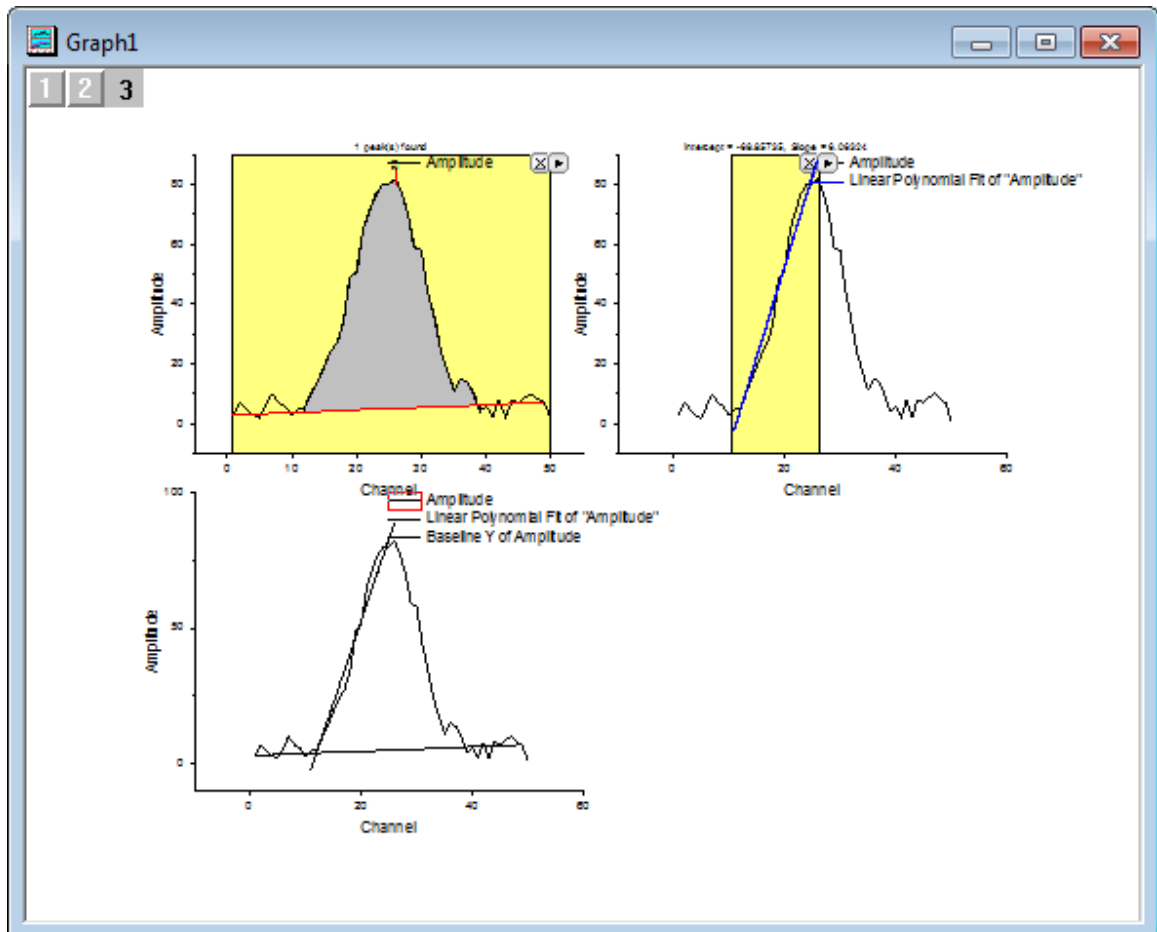 Graph1
1 2 3
1 peak(s) found
Amplitude
80
60
40
20
0
Amplitude
0 10 20 30 40 50
Channel
Amplitude
Linear Polynomial Fit of "Amplitude"
80
60
40
20
0
Amplitude
0 20 40 60
Channel
Amplitude
Linear Polynomial Fit of "Amplitude"
Baseline Y of Amplitude
100
50
0
Amplitude
0 20 40 60
Channel